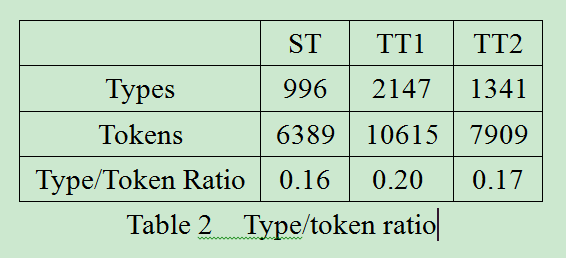 ST TT1 TT2
Types 996 2147 1341
Tokens 6389 10615 7909
Type/Token Ratio 0.16 0.20 0.17
Table 2 Type/token ratio